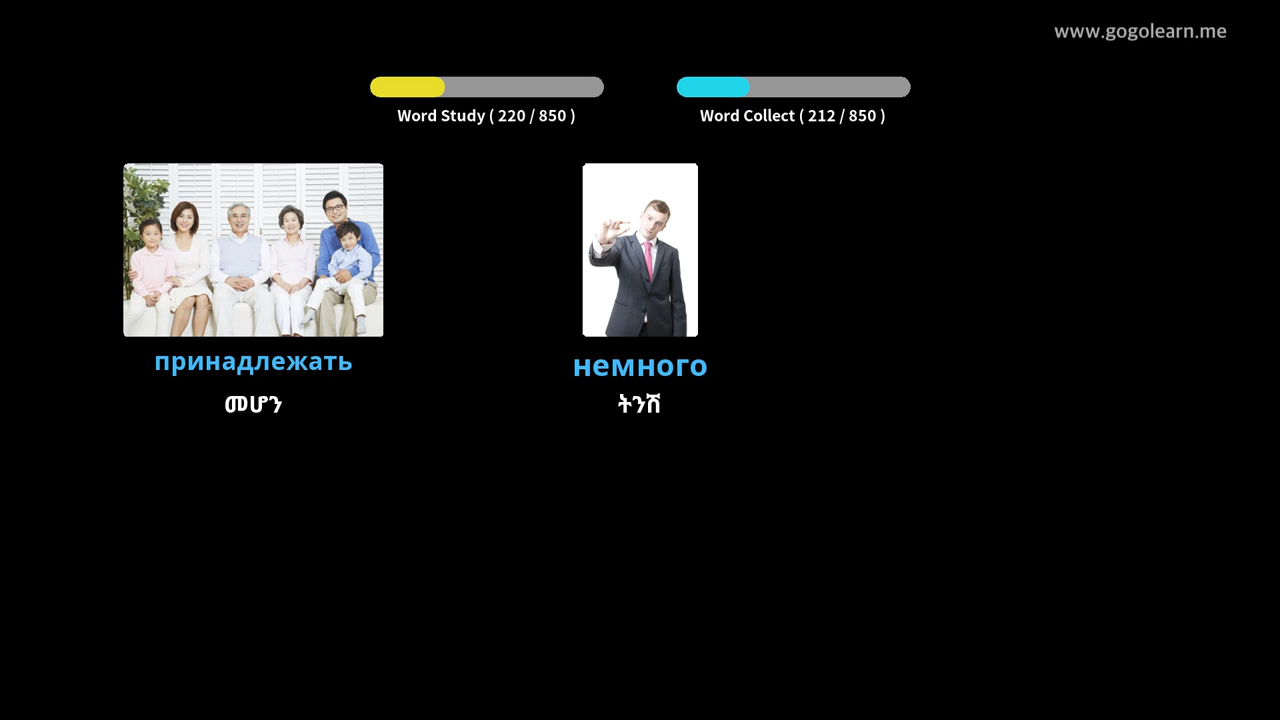 www.gogolearn.me
Word Study ( 220 / 850 )
Word Collect ( 212 / 850 )
принадлежать
መሆን
немного
ትንሽ